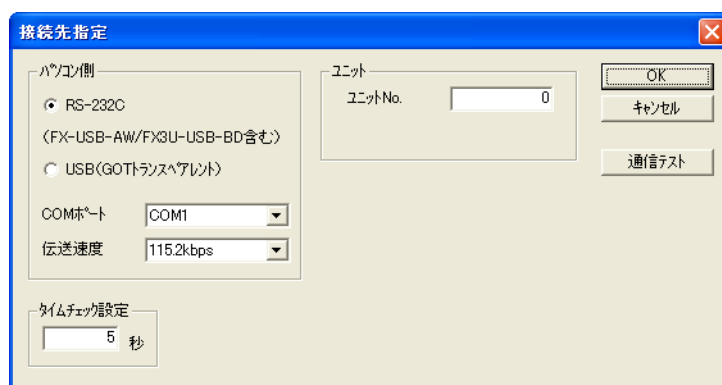 接続先指定
ﾊﾟｿｺﾝ側
RS-232C
(FX-USB-AW/FX3U-USB-BD含む)
USB(GOTﾄﾗﾝｽﾍﾟｱﾚﾝﾄ)
COMﾎﾟｰﾄ
COM1
伝送速度
115.2kbps
ﾀｲﾑﾁｪｯｸ設定
5
秒
ﾕﾆｯﾄ
ﾕﾆｯﾄNo.
0
OK
ｷｬﾝｾﾙ
通信ﾃｽﾄ